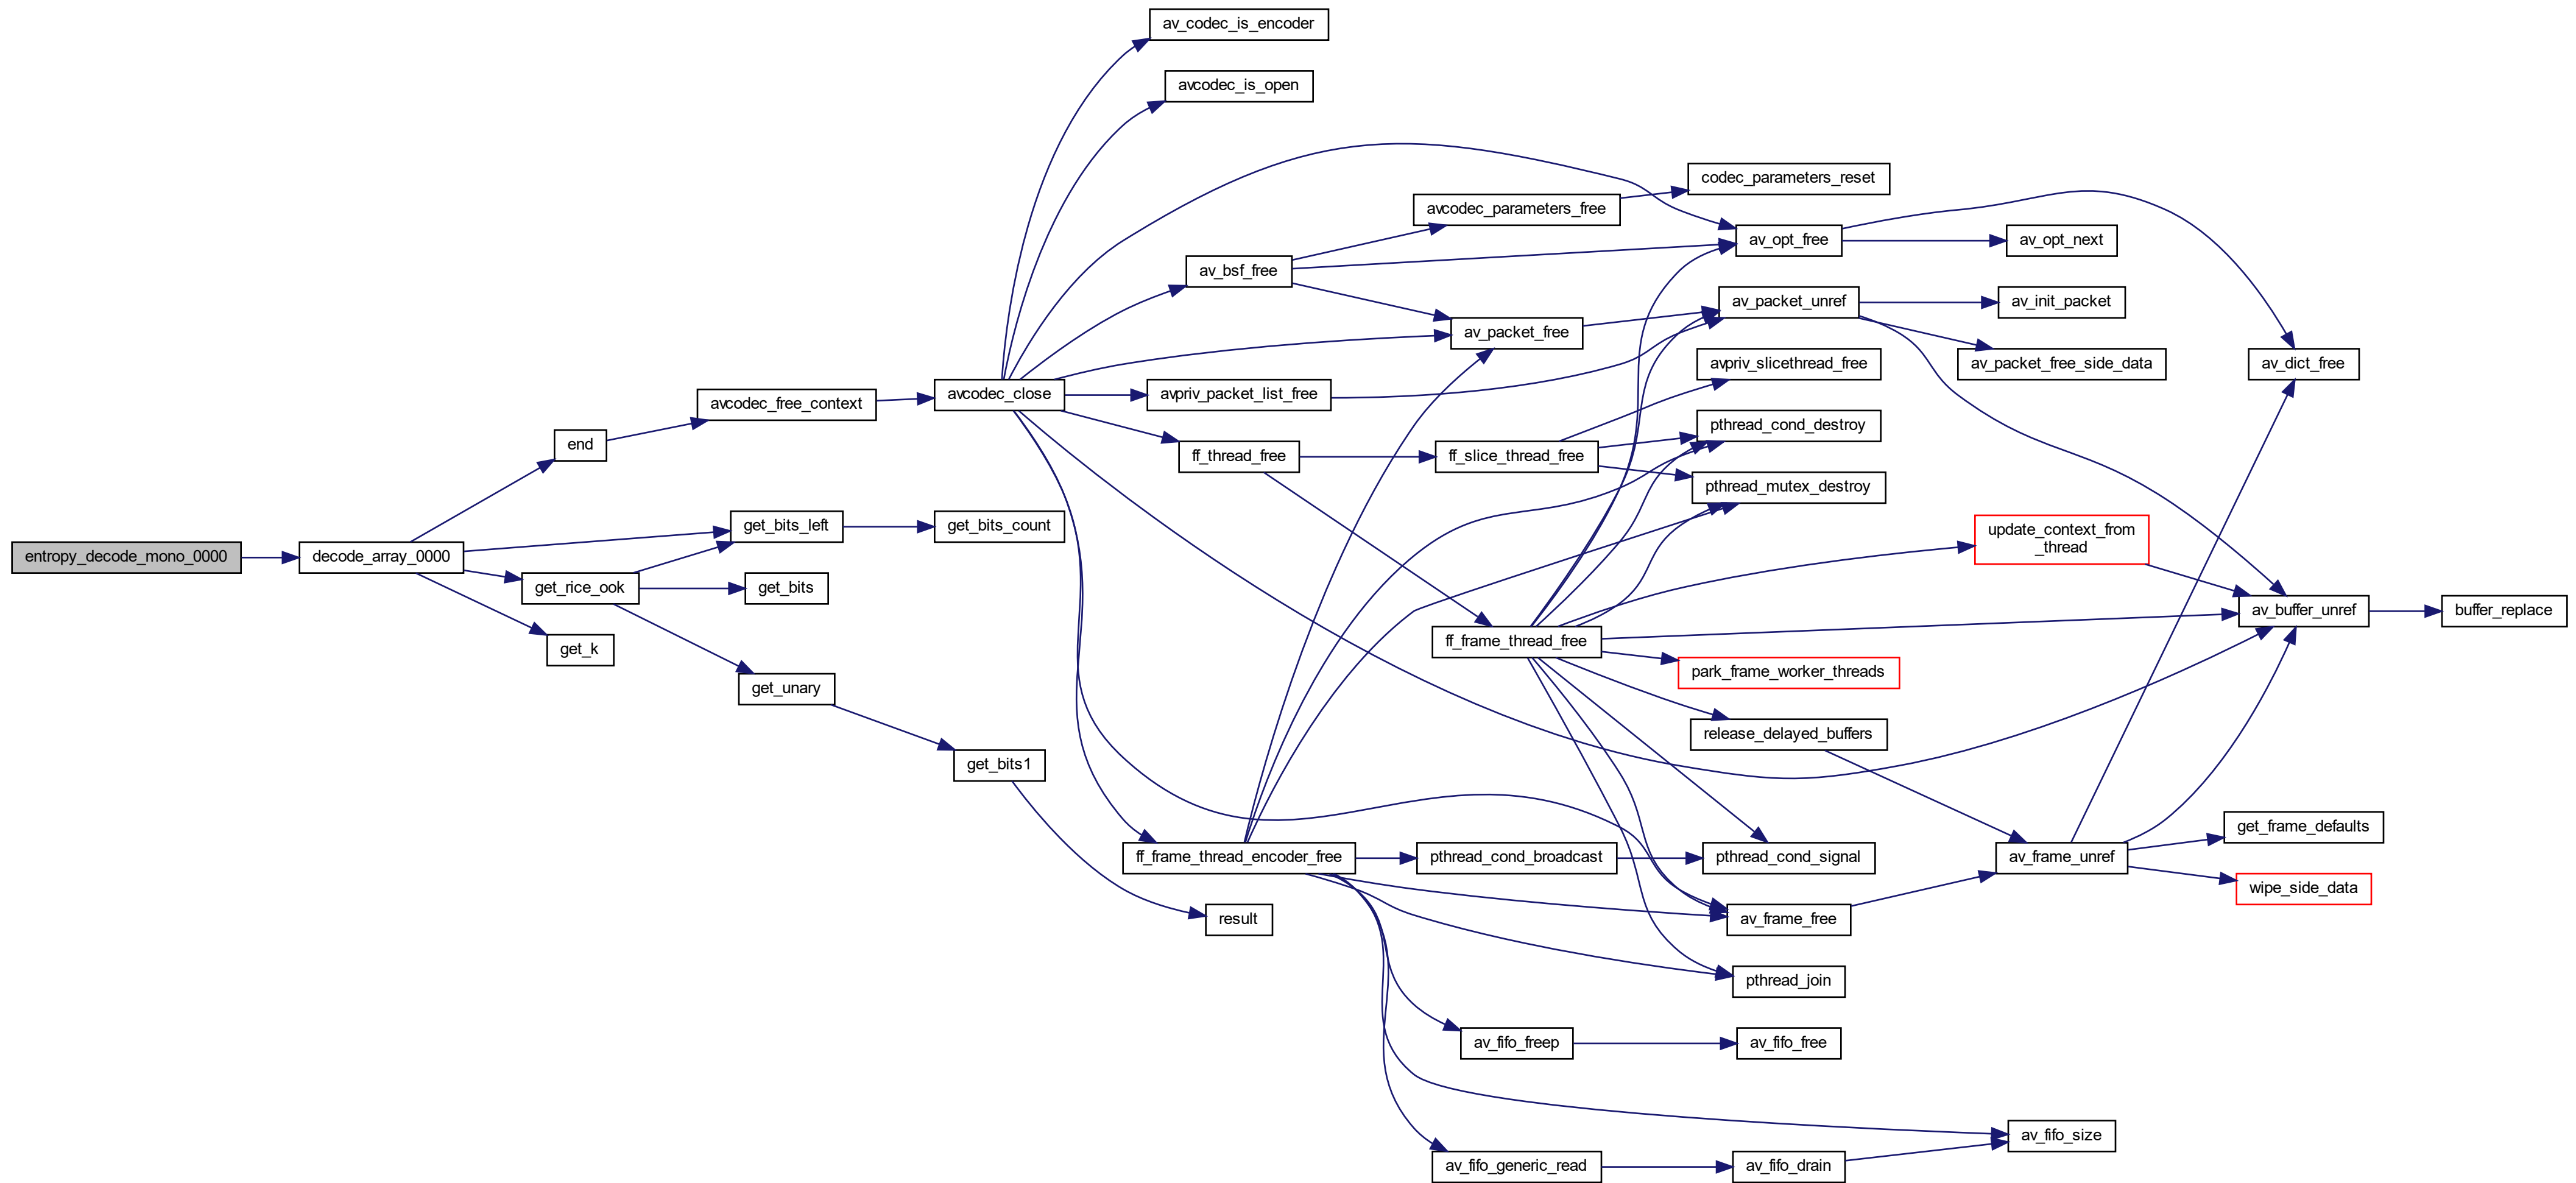 av_codec_is_encoder
avcodec_is_open
codec_parameters_reset
avcodec_parameters_free
av_opt_free
av_opt_next
av_bsf_free
av_packet_unref
av_init_packet
av_packet_free
avpriv_slicethread_free
av_packet_free_side_data
av_dict_free
avcodec_free_context
avcodec_close
avpriv_packet_list_free
pthread_cond_destroy
end
ff_thread_free
ff_slice_thread_free
pthread_mutex_destroy
get_bits_left
get_bits_count
update_context_from
_thread
entropy_decode_mono_0000
decode_array_0000
get_rice_ook
get_bits
av_buffer_unref
buffer_replace
get_k
ff_frame_thread_free
park_frame_worker_threads
get_unary
release_delayed_buffers
get_bits1
get_frame_defaults
ff_frame_thread_encoder_free
pthread_cond_broadcast
pthread_cond_signal
av_frame_unref
wipe_side_data
result
av_frame_free
pthread_join
av_fifo_freep
av_fifo_free
av_fifo_size
av_fifo_generic_read
av_fifo_drain